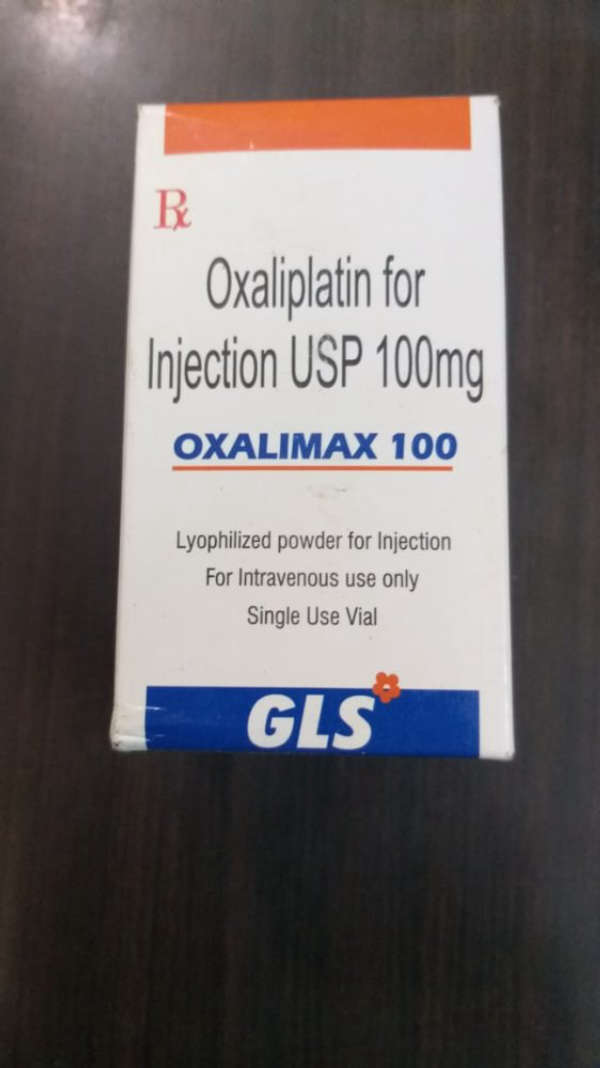 Rx
Oxaliplatin for
Injection USP 100mg
OXALIMAX 100
Lyophilized powder for Injection
For Intravenous use only
Single Use Vial
GLS